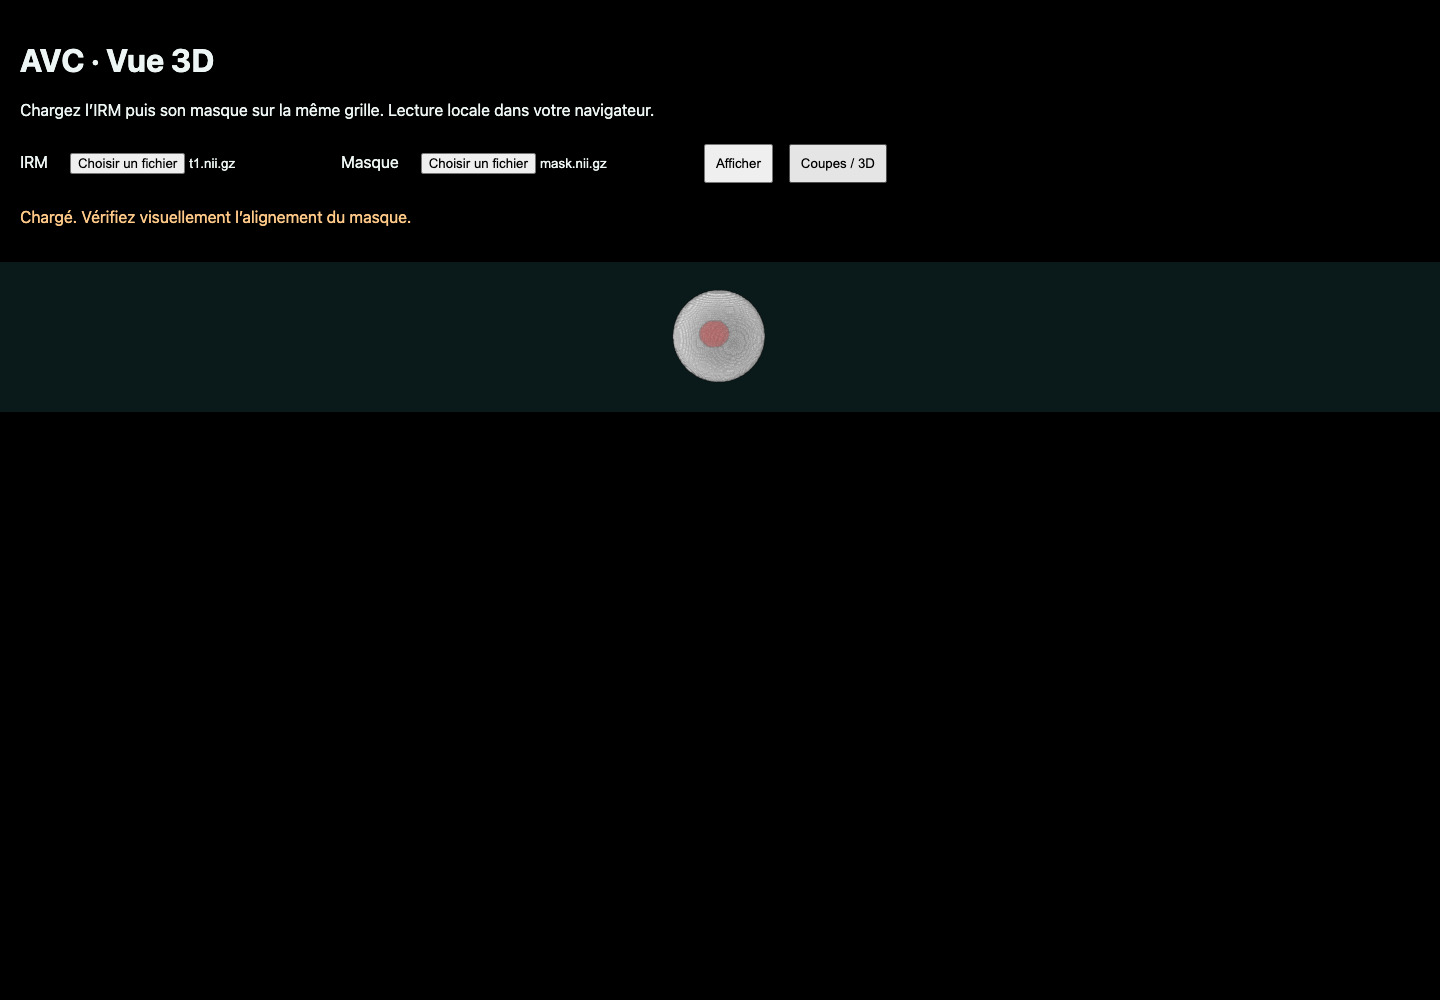 AVC · Vue 3D
Chargez l’IRM puis son masque sur la même grille. Lecture locale dans votre navigateur.
IRM Choisir un fichier t1.nii.gz Masque Choisir un fichier mask.nii.gz Afficher Coupes / 3D
Chargé. Vérifiez visuellement l’alignement du masque.